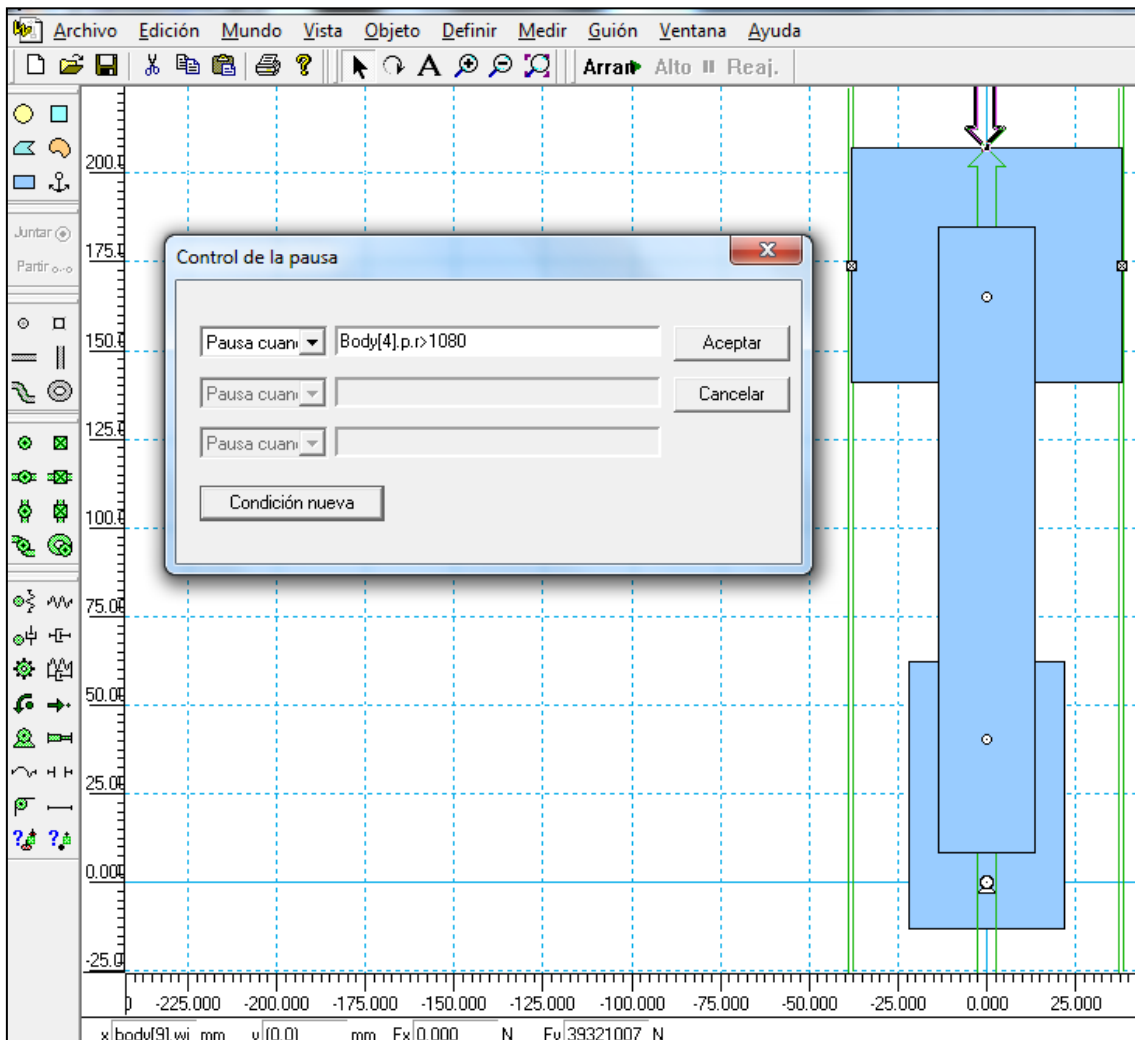 Archivo Edición Mundo Vista Objeto Definir Medir Guión Ventana Ayuda
A Arran Alto Reaj.
Juntar
Partir
200.0
175.0
150.0
125.0
100.0
75.00
50.00
25.00
0.000
-25.0
Control de la pausa
Pausa cuan Body[4].p.r>1080 Aceptar
Pausa cuan Cancelar
Pausa cuan
Condición nueva
-225.000 -200.000 -175.000 -150.000 -125.000 -100.000 -75.000 -50.000 -25.000 0.000 25.000
x body[9].wi mm y (0.0) mm Fx 0.000 N Fy 39321007 N